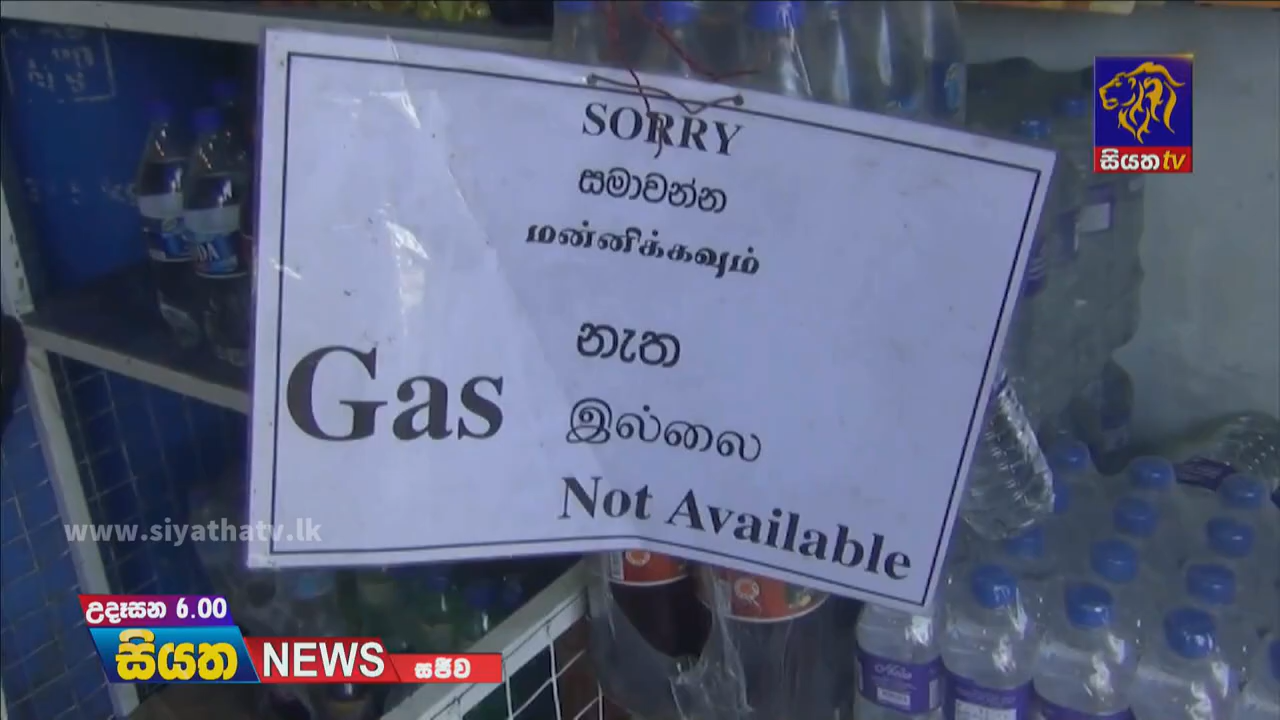 SORRY
සමාවන්න
மன்னிக்கவும்
Gas
නැත
இல்லை
Not Available
සියත tv
www.siyathatv.lk
උදෑසන 6.00
සියත NEWS
සජීව